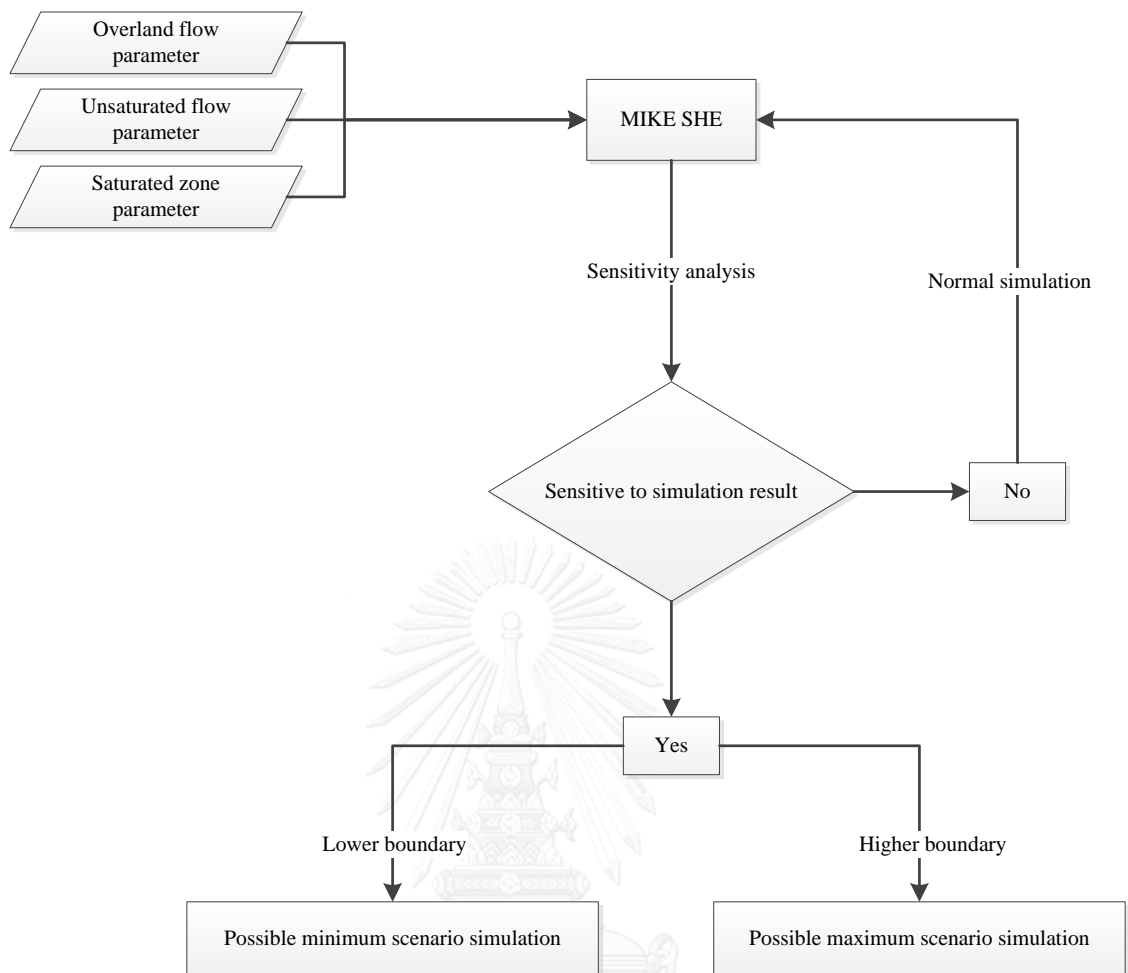 Overland flow
parameter
Unsaturated flow
parameter
MIKE SHE
Saturated zone
parameter
Sensitivity analysis
Normal simulation
Sensitive to simulation result
No
Yes
Lower boundary
Higher boundary
Possible minimum scenario simulation
Possible maximum scenario simulation